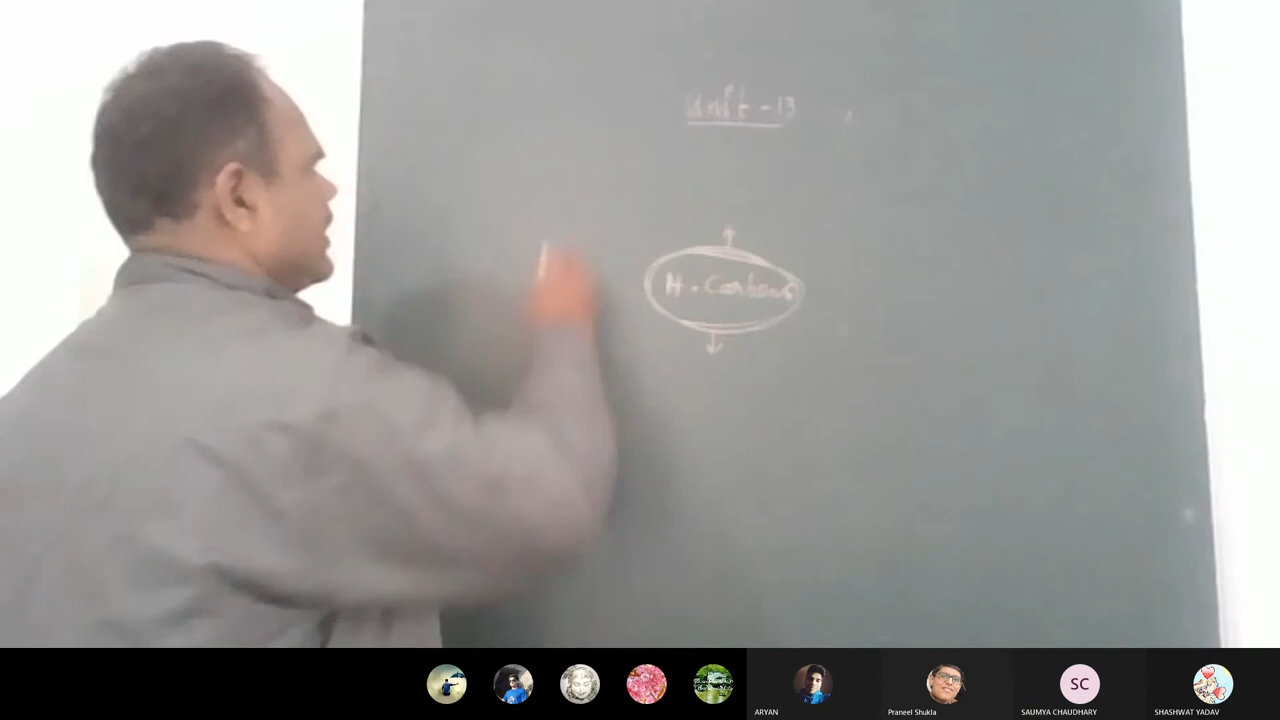 Unit - 13
H. Carbons
ARYAN
Praneel Shukla
SAUMYA CHAUDHARY
SC
SHASHWAT YADAV